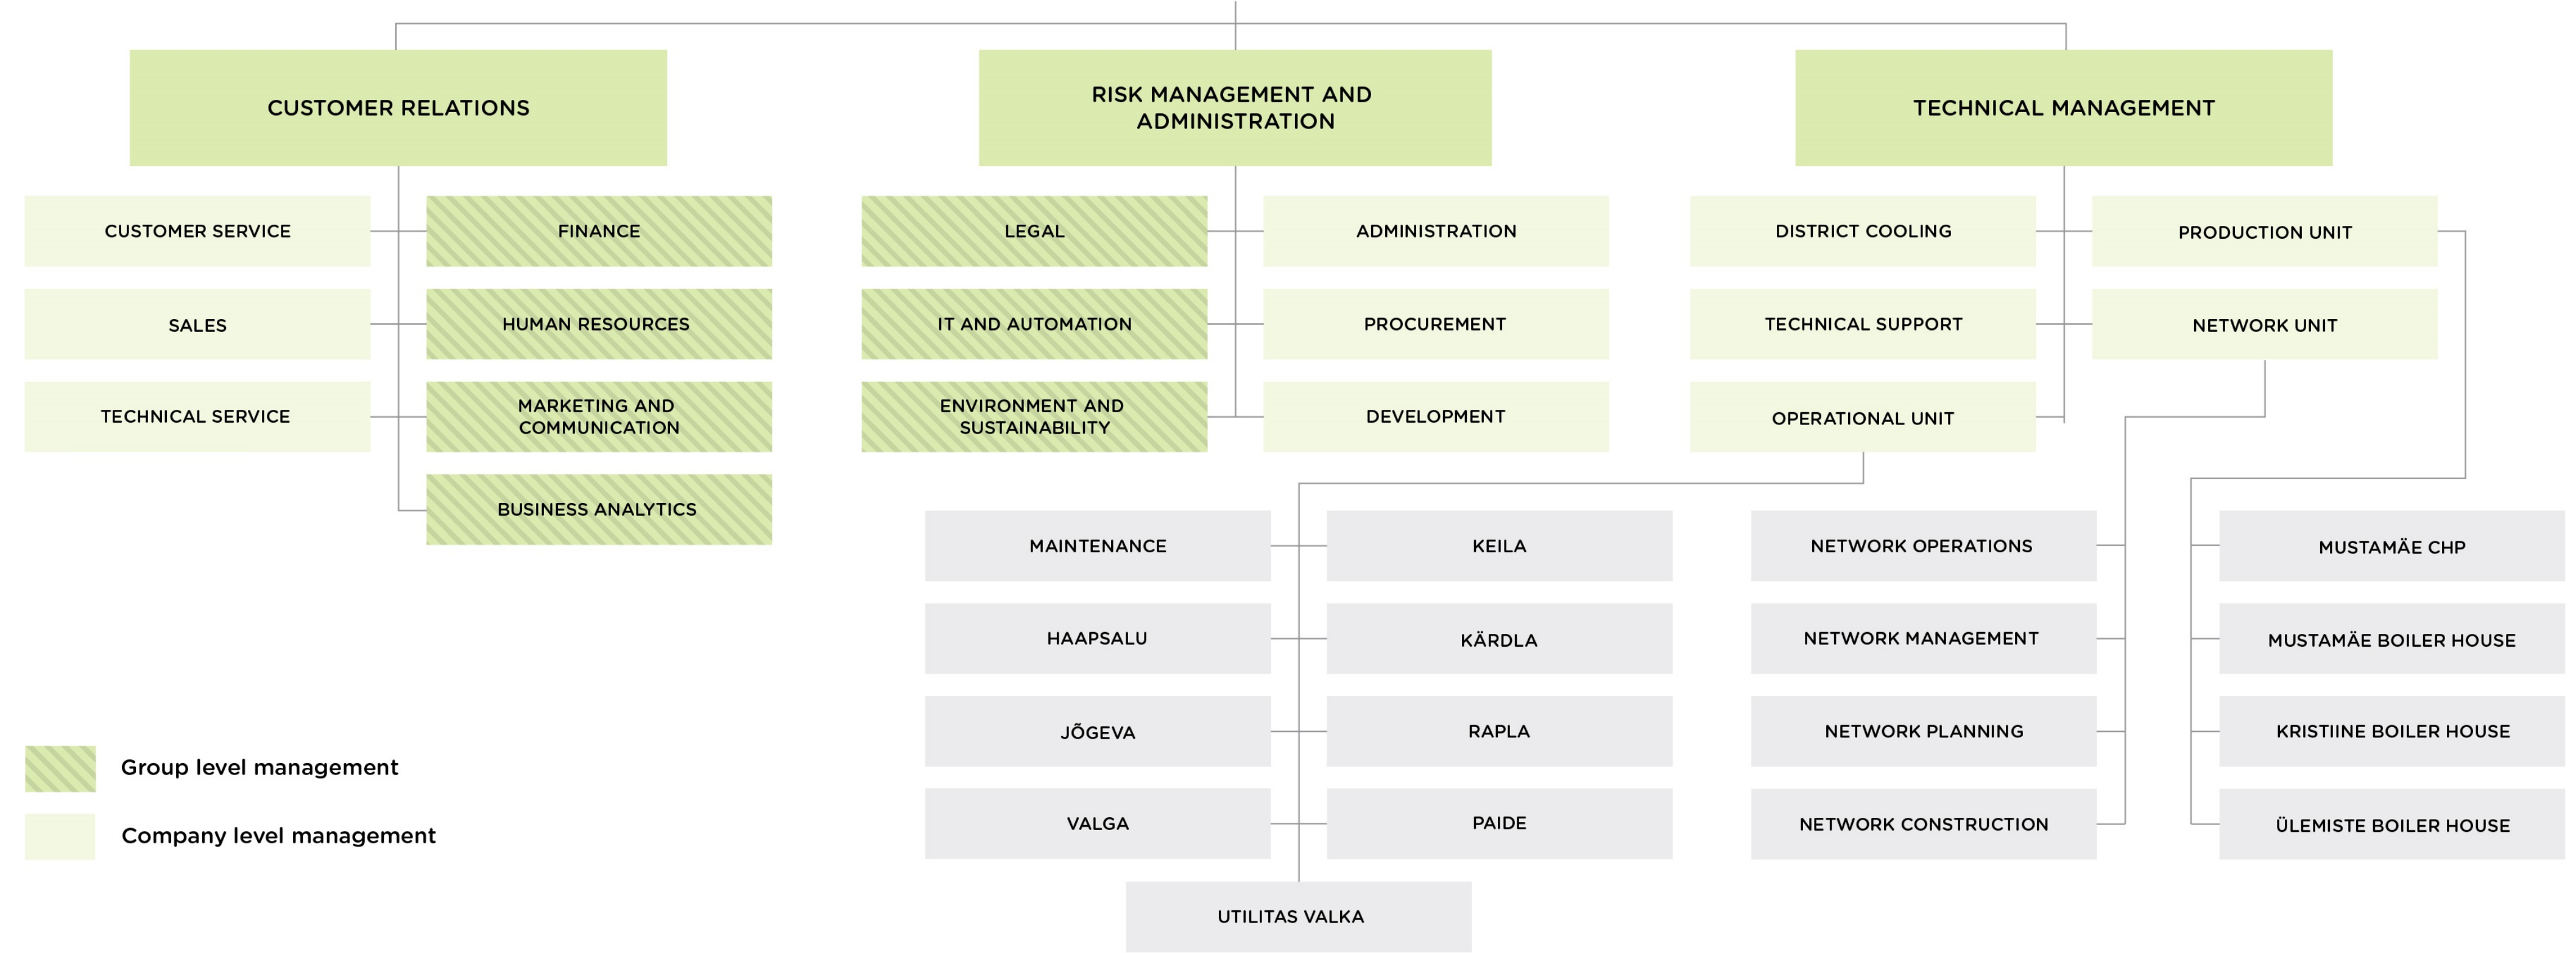 CUSTOMER RELATIONS
RISK MANAGEMENT AND
ADMINISTRATION
TECHNICAL MANAGEMENT
CUSTOMER SERVICE
FINANCE
SALES
HUMAN RESOURCES
TECHNICAL SERVICE
MARKETING AND
COMMUNICATION
BUSINESS ANALYTICS
LEGAL
ADMINISTRATION
IT AND AUTOMATION
PROCUREMENT
ENVIRONMENT AND
SUSTAINABILITY
DEVELOPMENT
DISTRICT COOLING
PRODUCTION UNIT
TECHNICAL SUPPORT
NETWORK UNIT
OPERATIONAL UNIT
MAINTENANCE
KEILA
HAAPSALU
KÄRDLA
JÕGEVA
RAPLA
VALGA
PAIDE
UTILITAS VALKA
NETWORK OPERATIONS
NETWORK MANAGEMENT
NETWORK PLANNING
NETWORK CONSTRUCTION
MUSTAMÄE CHP
MUSTAMÄE BOILER HOUSE
KRISTIINE BOILER HOUSE
ÜLEMISTE BOILER HOUSE
Group level management
Company level management